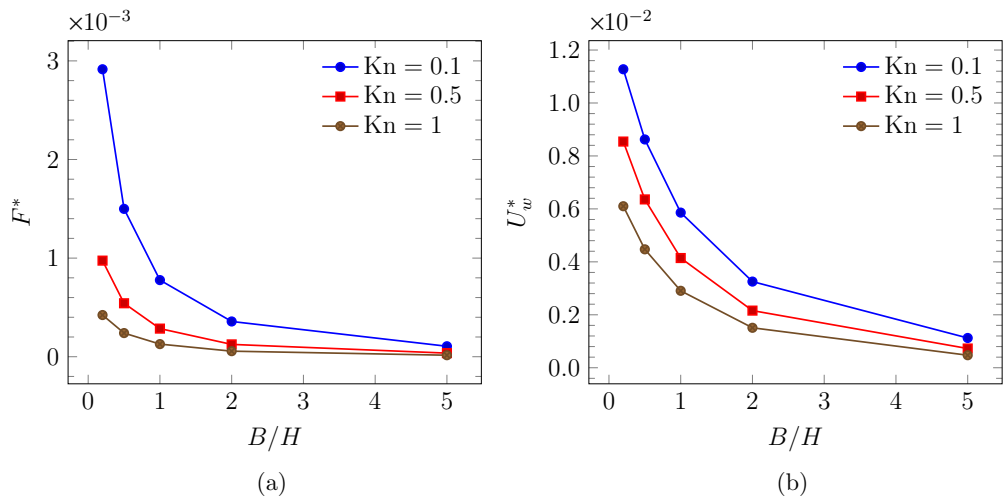 ×10⁻³
3
2
1
0
0
1
2
3
4
5
F*
B/H
Kn = 0.1
Kn = 0.5
Kn = 1
(a)
×10⁻²
1.2
1.0
0.8
0.6
0.4
0.2
0.0
0
1
2
3
4
5
U*w
B/H
Kn = 0.1
Kn = 0.5
Kn = 1
(b)